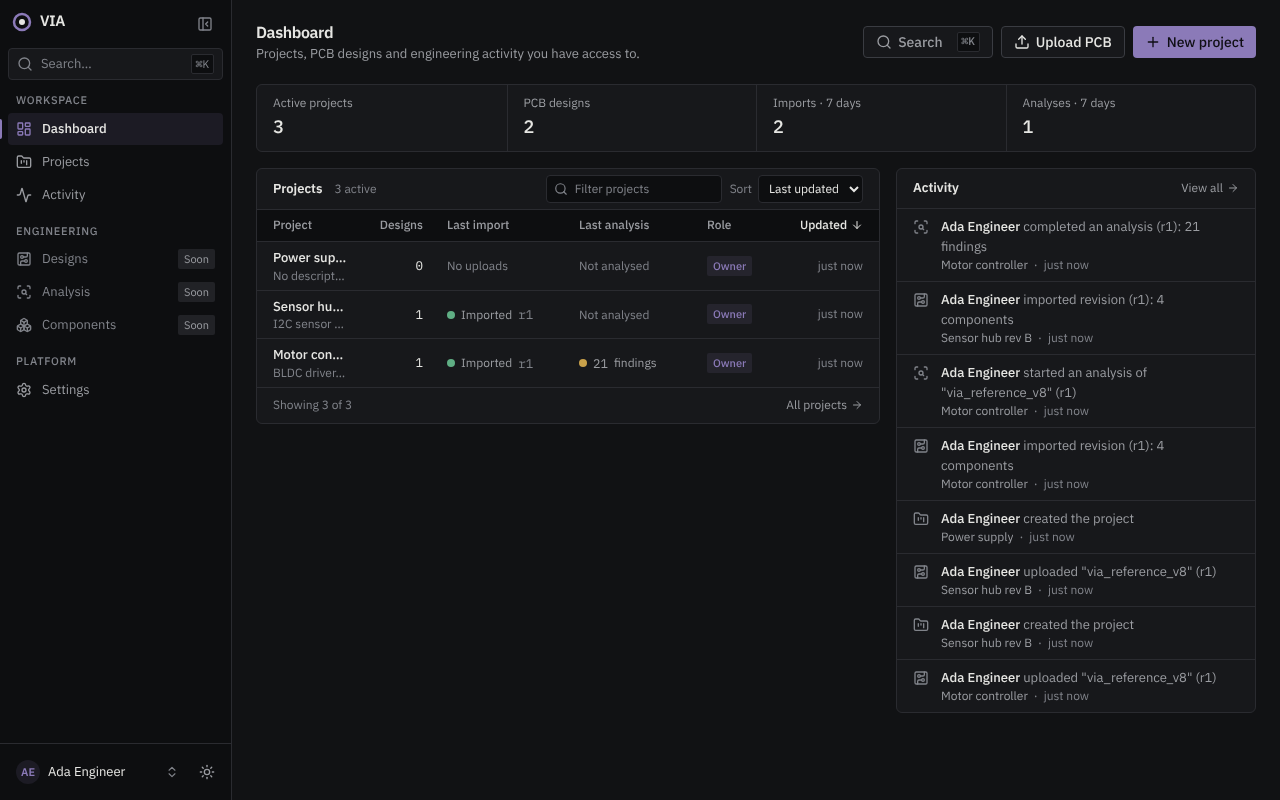 VIA
Search...
⌘K
WORKSPACE
Dashboard
Projects
Activity
ENGINEERING
Designs
Soon
Analysis
Soon
Components
Soon
PLATFORM
Settings
AE
Ada Engineer
Dashboard
Projects, PCB designs and engineering activity you have access to.
Search
⌘K
Upload PCB
New project
Active projects
3
PCB designs
2
Imports · 7 days
2
Analyses · 7 days
1
Projects
3 active
Filter projects
Sort
Last updated
Project
Designs
Last import
Last analysis
Role
Updated ↓
Power sup...
No descript...
0
No uploads
Not analysed
Owner
just now
Sensor hu...
I2C sensor ...
1
Imported r1
Not analysed
Owner
just now
Motor con...
BLDC driver...
1
Imported r1
21 findings
Owner
just now
Showing 3 of 3
All projects →
Activity
View all →
Ada Engineer completed an analysis (r1): 21
findings
Motor controller · just now
Ada Engineer imported revision (r1): 4
components
Sensor hub rev B · just now
Ada Engineer started an analysis of
"via_reference_v8" (r1)
Motor controller · just now
Ada Engineer imported revision (r1): 4
components
Motor controller · just now
Ada Engineer created the project
Power supply · just now
Ada Engineer uploaded "via_reference_v8" (r1)
Sensor hub rev B · just now
Ada Engineer created the project
Sensor hub rev B · just now
Ada Engineer uploaded "via_reference_v8" (r1)
Motor controller · just now